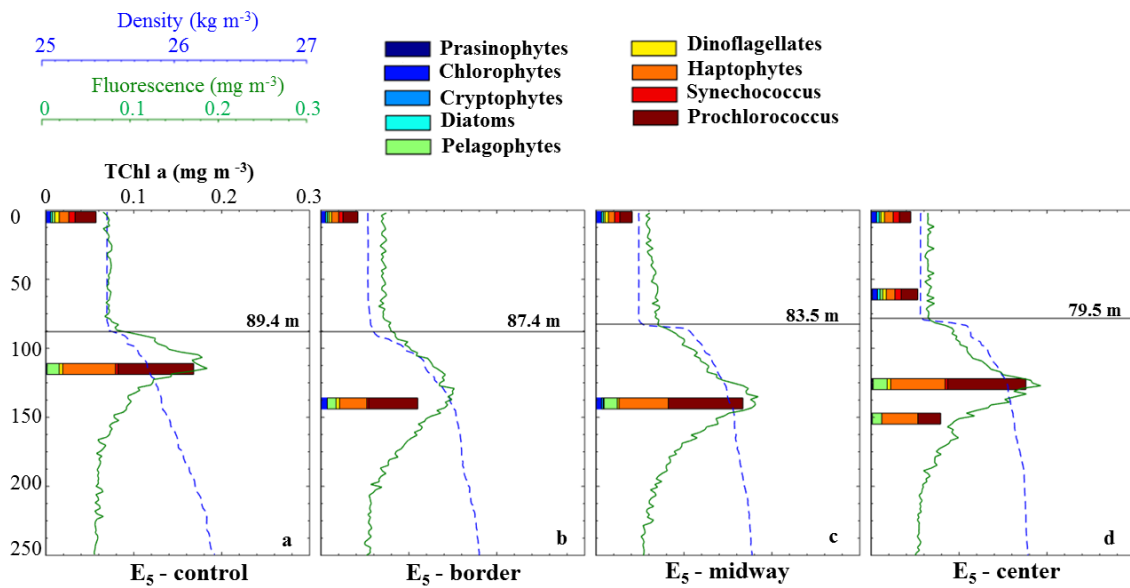 Density (kg m-3)
25 26 27
Fluorescence (mg m-3)
0 0.1 0.2 0.3
TChl a (mg m -3)
0 0.1 0.2 0.3
Prasinophytes
Chlorophytes
Cryptophytes
Diatoms
Pelagophytes
Dinoflagellates
Haptophytes
Synechococcus
Prochlorococcus
0
50
100
150
200
250
89.4 m
a
E5 - control
87.4 m
b
E5 - border
83.5 m
c
E5 - midway
79.5 m
d
E5 - center